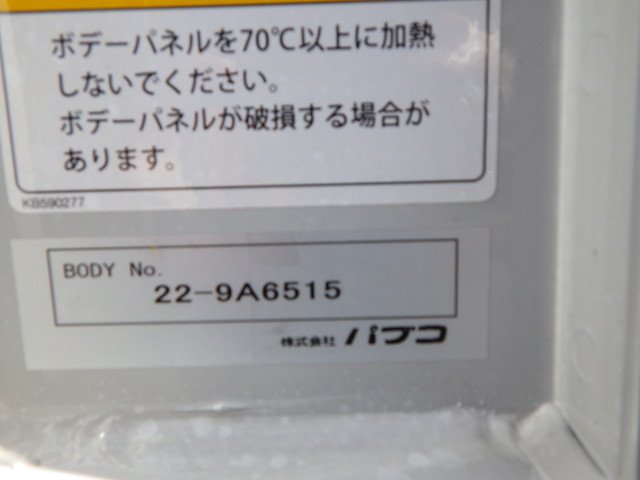 ボデーパネルを70℃以上に加熱
しないでください。
ボデーパネルが破損する場合が
あります。
KB590277
BODY No.
22-9A6515
株式会社 パブコ